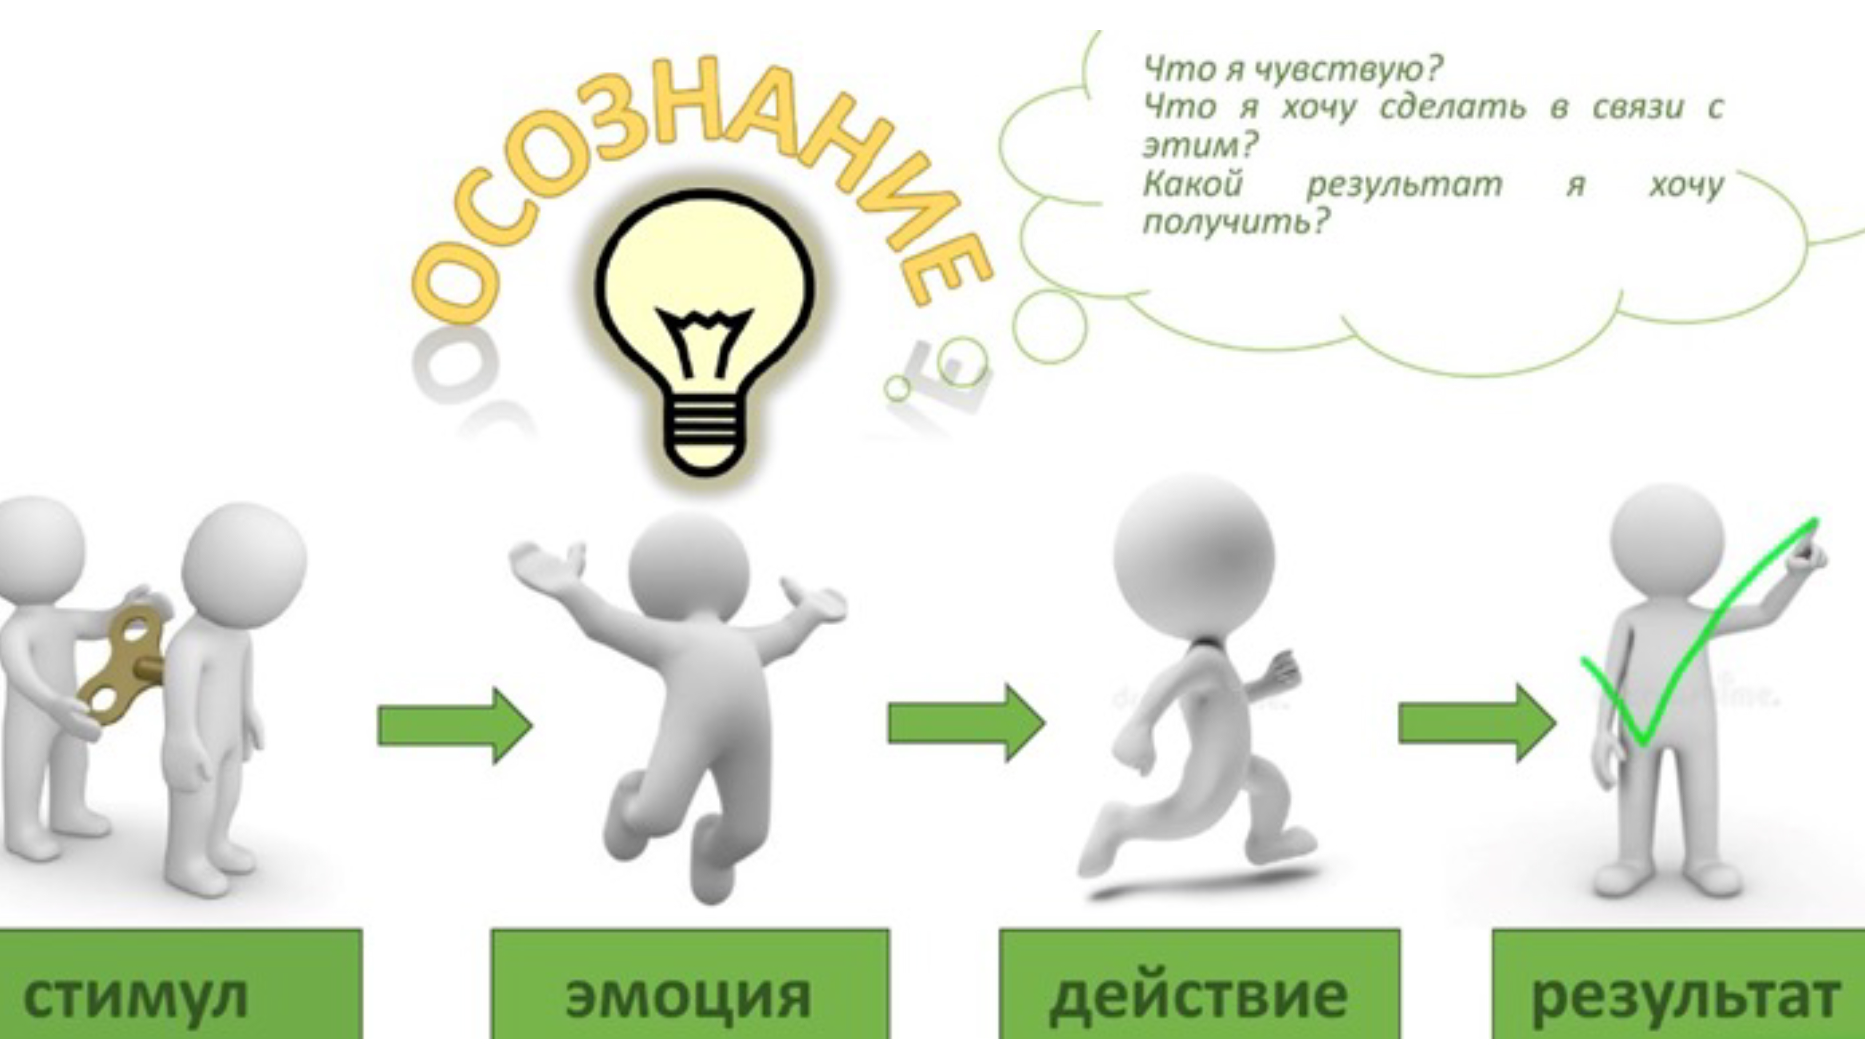 ОСОЗНАНИЕ
Что я чувствую?
Что я хочу сделать в связи с
этим?
Какой результат я хочу
получить?
стимул
эмоция
действие
результат